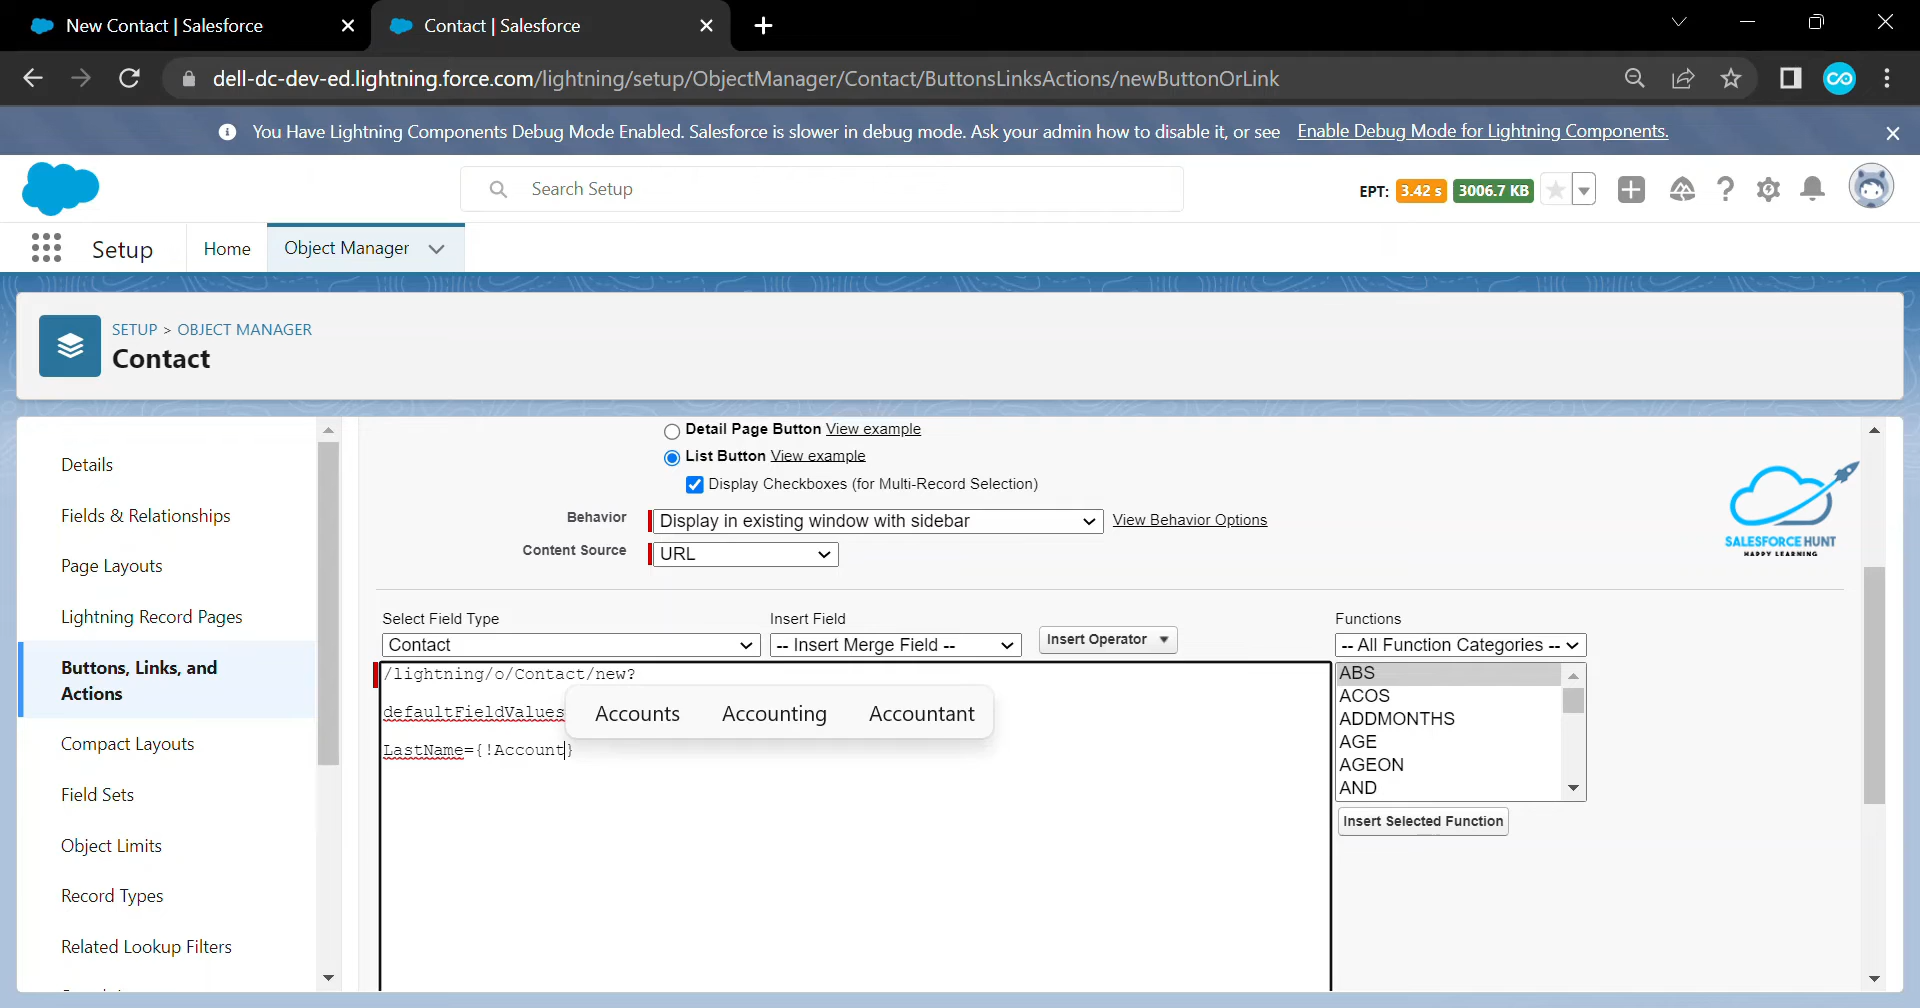 New Contact | Salesforce
Contact | Salesforce
dell-dc-dev-ed.lightning.force.com/lightning/setup/ObjectManager/Contact/ButtonsLinksActions/newButtonOrLink
You Have Lightning Components Debug Mode Enabled. Salesforce is slower in debug mode. Ask your admin how to disable it, or see Enable Debug Mode for Lightning Components.
Search Setup
EPT: 3.42 s 3006.7 KB
Setup
Home
Object Manager
SETUP > OBJECT MANAGER
Contact
Details
Fields & Relationships
Page Layouts
Lightning Record Pages
Buttons, Links, and
Actions
Compact Layouts
Field Sets
Object Limits
Record Types
Related Lookup Filters
Detail Page Button View example
List Button View example
Display Checkboxes (for Multi-Record Selection)
Behavior
Display in existing window with sidebar
View Behavior Options
Content Source
URL
SALESFORCE HUNT
HAPPY LEARNING
Select Field Type
Contact
Insert Field
-- Insert Merge Field --
Insert Operator
Functions
-- All Function Categories --
/lightning/o/Contact/new?
defaultFieldValues
Accounts Accounting Accountant
LastName={!Account}
ABS
ACOS
ADDMONTHS
AGE
AGEON
AND
Insert Selected Function